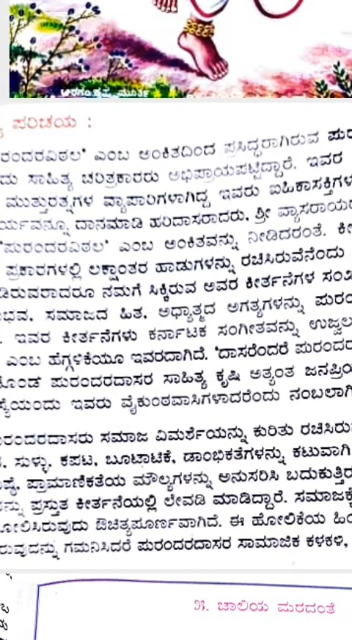 ಪರಿಚಯ :
ರಂದರವಿಠಲ' ಎಂಬ ಅಂಕಿತದಿಂದ ಪ್ರಸಿದ್ಧರಾಗಿರುವ ಪು
ದು ಸಾಹಿತ್ಯ ಚರಿತ್ರಕಾರರು ಅಭಿಪ್ರಾಯಪಟ್ಟಿದ್ದಾರೆ. ಇವರ
ಮುತ್ತುರತ್ನಗಳ ವ್ಯಾಪಾರಿಗಳಾಗಿದ್ದ ಇವರು ಐಹಿಕಾಸಕ್ತಿಗಳ
ರ್ಯವನ್ನೂ ದಾನಮಾಡಿ ಹರಿದಾಸರಾದರು. ಶ್ರೀ ವ್ಯಾಸರಾಯ
'ಪುರಂದರವಿಠಲ' ಎಂಬ ಅಂಕಿತವನ್ನು ನೀಡಿದರಂತೆ. ಕೀ
ಪ್ರಕಾರಗಳಲ್ಲಿ ಲಕ್ಷಾಂತರ ಹಾಡುಗಳನ್ನು ರಚಿಸಿರುವೆನೆಂದು
ಡಿರುವರಾದರೂ ನಮಗೆ ಸಿಕ್ಕಿರುವ ಅವರ ಕೀರ್ತನೆಗಳ ಸಂ
ಭವ, ಸಮಾಜದ ಹಿತ, ಅಧ್ಯಾತ್ಮದ ಅಗತ್ಯಗಳನ್ನು ಪುರಂ
. ಇವರ ಕೀರ್ತನೆಗಳು ಕರ್ನಾಟಕ ಸಂಗೀತವನ್ನು ಉಜ್ವಲ
ಎಂಬ ಹೆಗ್ಗಳಿಕೆಯೂ ಇವರದಾಗಿದೆ. 'ದಾಸರೆಂದರೆ ಪುರಂದರ
ಕೊಂಡ ಪುರಂದರದಾಸರ ಸಾಹಿತ್ಯ ಕೃಷಿ ಅತ್ಯಂತ ಜನಪ್ರಿ
ಸ್ಯೆಯಂದು ಇವರು ವೈಕುಂಠವಾಸಿಗಳಾದರೆಂದು ನಂಬಲಾಗಿ
ರಂದರದಾಸರು ಸಮಾಜ ವಿಮರ್ಶೆಯನ್ನು ಕುರಿತು ರಚಿಸಿರು
. ಸುಳ್ಳು, ಕಪಟ, ಬೂಟಾಟಿಕೆ, ಡಾಂಭಿಕತೆಗಳನ್ನು ಕಟುವಾಗಿ
ಷ್ಠೆ, ಪ್ರಾಮಾಣಿಕತೆಯ ಮೌಲ್ಯಗಳನ್ನು ಅನುಸರಿಸಿ ಬದುಕುತ್ತಿರ
ನ್ನು ಪ್ರಸ್ತುತ ಕೀರ್ತನೆಯಲ್ಲಿ ಲೇವಡಿ ಮಾಡಿದ್ದಾರೆ. ಸಮಾಜಕ್ಕೆ
ಹೋಲಿಸಿರುವುದು ಔಚಿತ್ಯಪೂರ್ಣವಾಗಿದೆ. ಈ ಹೋಲಿಕೆಯ ಹಿಂ
ರುವುದನ್ನು ಗಮನಿಸಿದರೆ ಪುರಂದರದಾಸರ ಸಾಮಾಜಿಕ ಕಳಕಳಿ,
೫. ಜಾಲಿಯ ಮರದಂತೆ